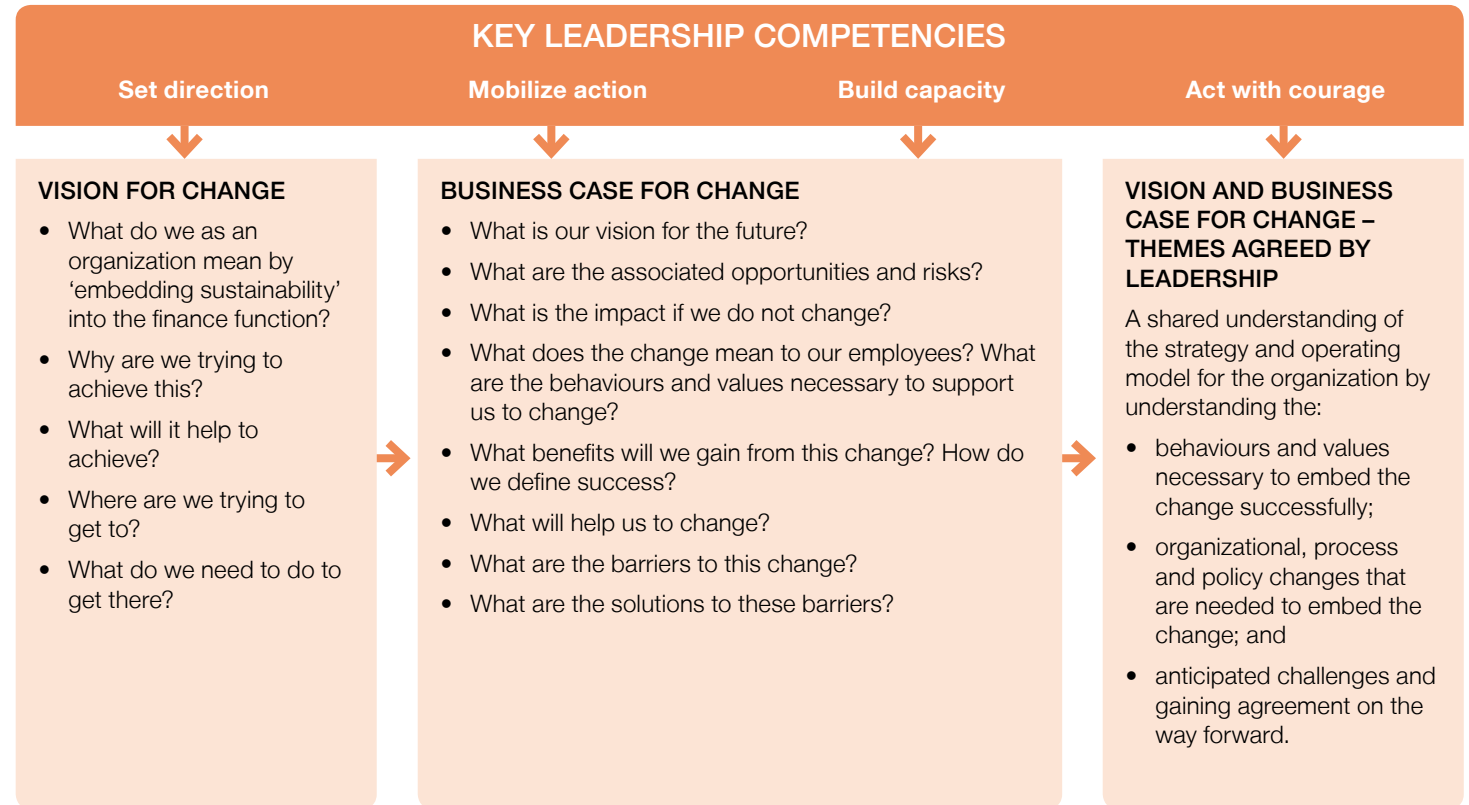 KEY LEADERSHIP COMPETENCIES
Set direction
Mobilize action
Build capacity
Act with courage
VISION FOR CHANGE
• What do we as an
organization mean by
‘embedding sustainability’
into the finance function?
• Why are we trying to
achieve this?
• What will it help to
achieve?
• Where are we trying to
get to?
• What do we need to do to
get there?
BUSINESS CASE FOR CHANGE
• What is our vision for the future?
• What are the associated opportunities and risks?
• What is the impact if we do not change?
• What does the change mean to our employees? What
are the behaviours and values necessary to support
us to change?
• What benefits will we gain from this change? How do
we define success?
• What will help us to change?
• What are the barriers to this change?
• What are the solutions to these barriers?
VISION AND BUSINESS
CASE FOR CHANGE –
THEMES AGREED BY
LEADERSHIP
A shared understanding of
the strategy and operating
model for the organization by
understanding the:
• behaviours and values
necessary to embed the
change successfully;
• organizational, process
and policy changes that
are needed to embed the
change; and
• anticipated challenges and
gaining agreement on the
way forward.